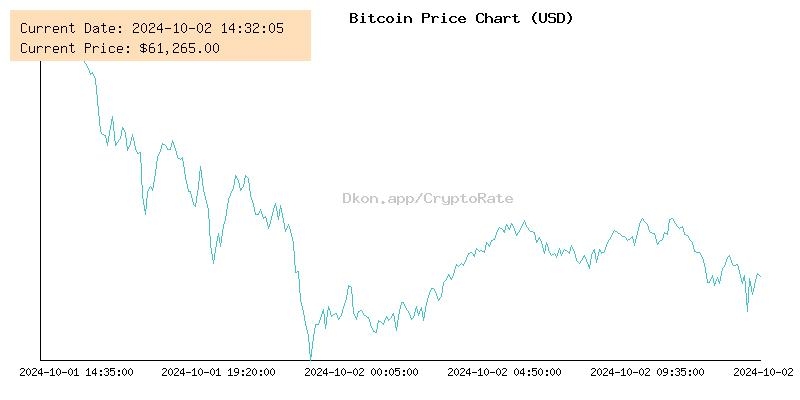 Bitcoin Price Chart (USD)
Current Date: 2024-10-02 14:32:05
Current Price: $61,265.00
Dkon.app/CryptoRate
2024-10-01 14:35:00 2024-10-01 19:20:00 2024-10-02 00:05:00 2024-10-02 04:50:00 2024-10-02 09:35:00 2024-10-02